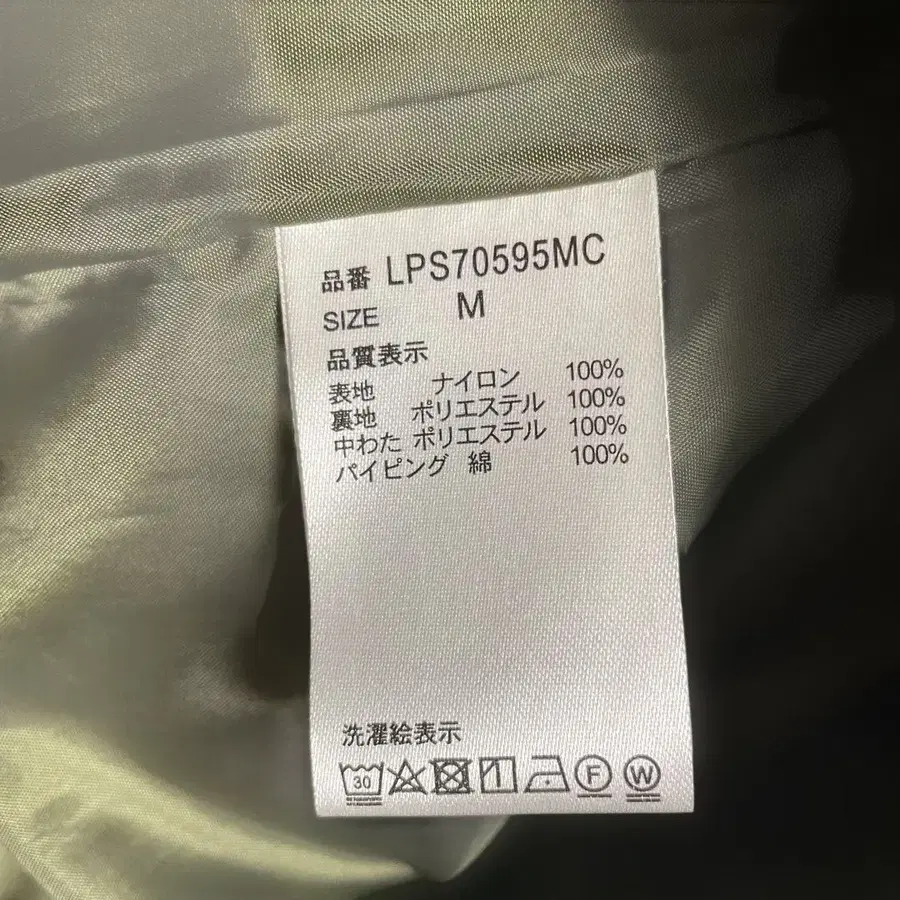 品番 LPS70595MC
SIZE M
品質表示
表地 ナイロン 100%
裏地 ポリエステル 100%
中わた ポリエステル 100%
パイピング 綿 100%
洗濯絵表示
30 F W